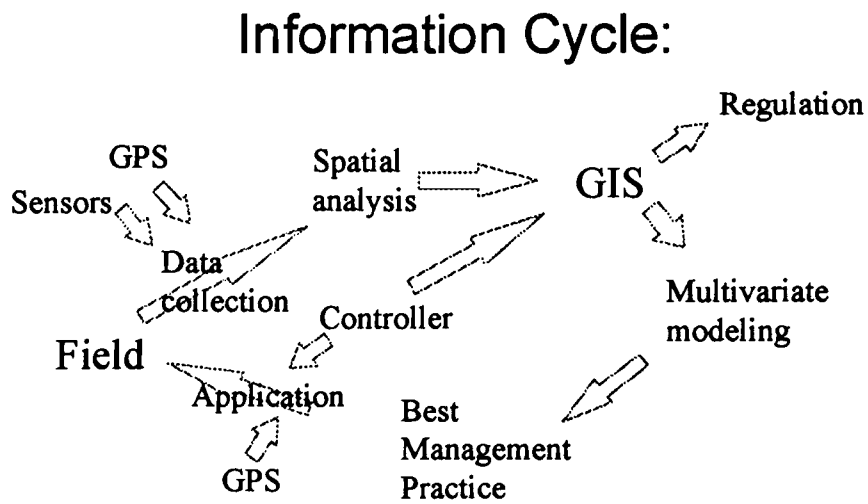 Information Cycle:
Regulation
GPS
Spatial
analysis
GIS
Sensors
Data
collection
Controller
Multivariate
modeling
Field
Application
Best
Management
Practice
GPS